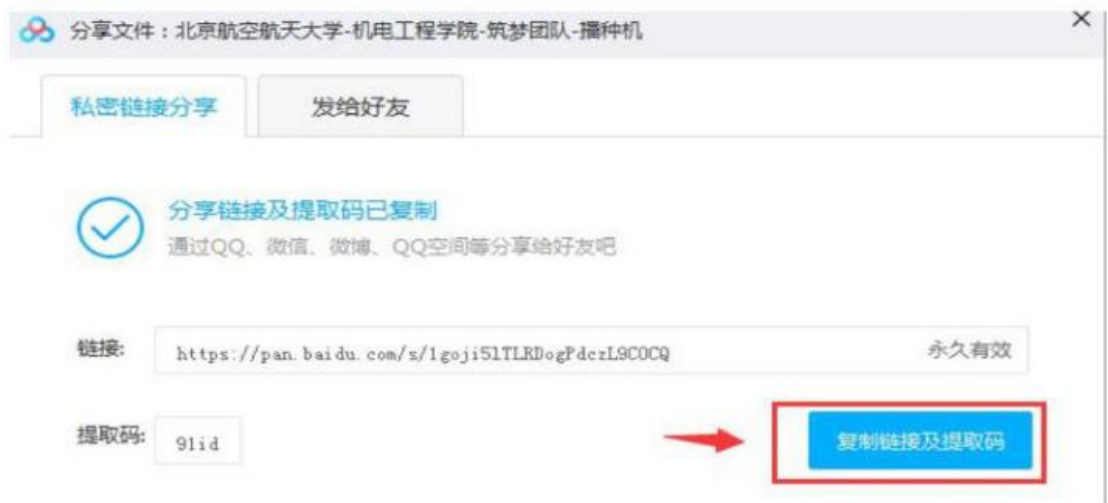 分享文件：北京航空航天大学-机电工程学院-筑梦团队-播种机
私密链接分享 发给好友
分享链接及提取码已复制
通过QQ、微信、微博、QQ空间等分享给好友吧
链接: https://pan.baidu.com/s/1goji51TLRDogPdczL9COCQ 永久有效
提取码: 91id 复制链接及提取码